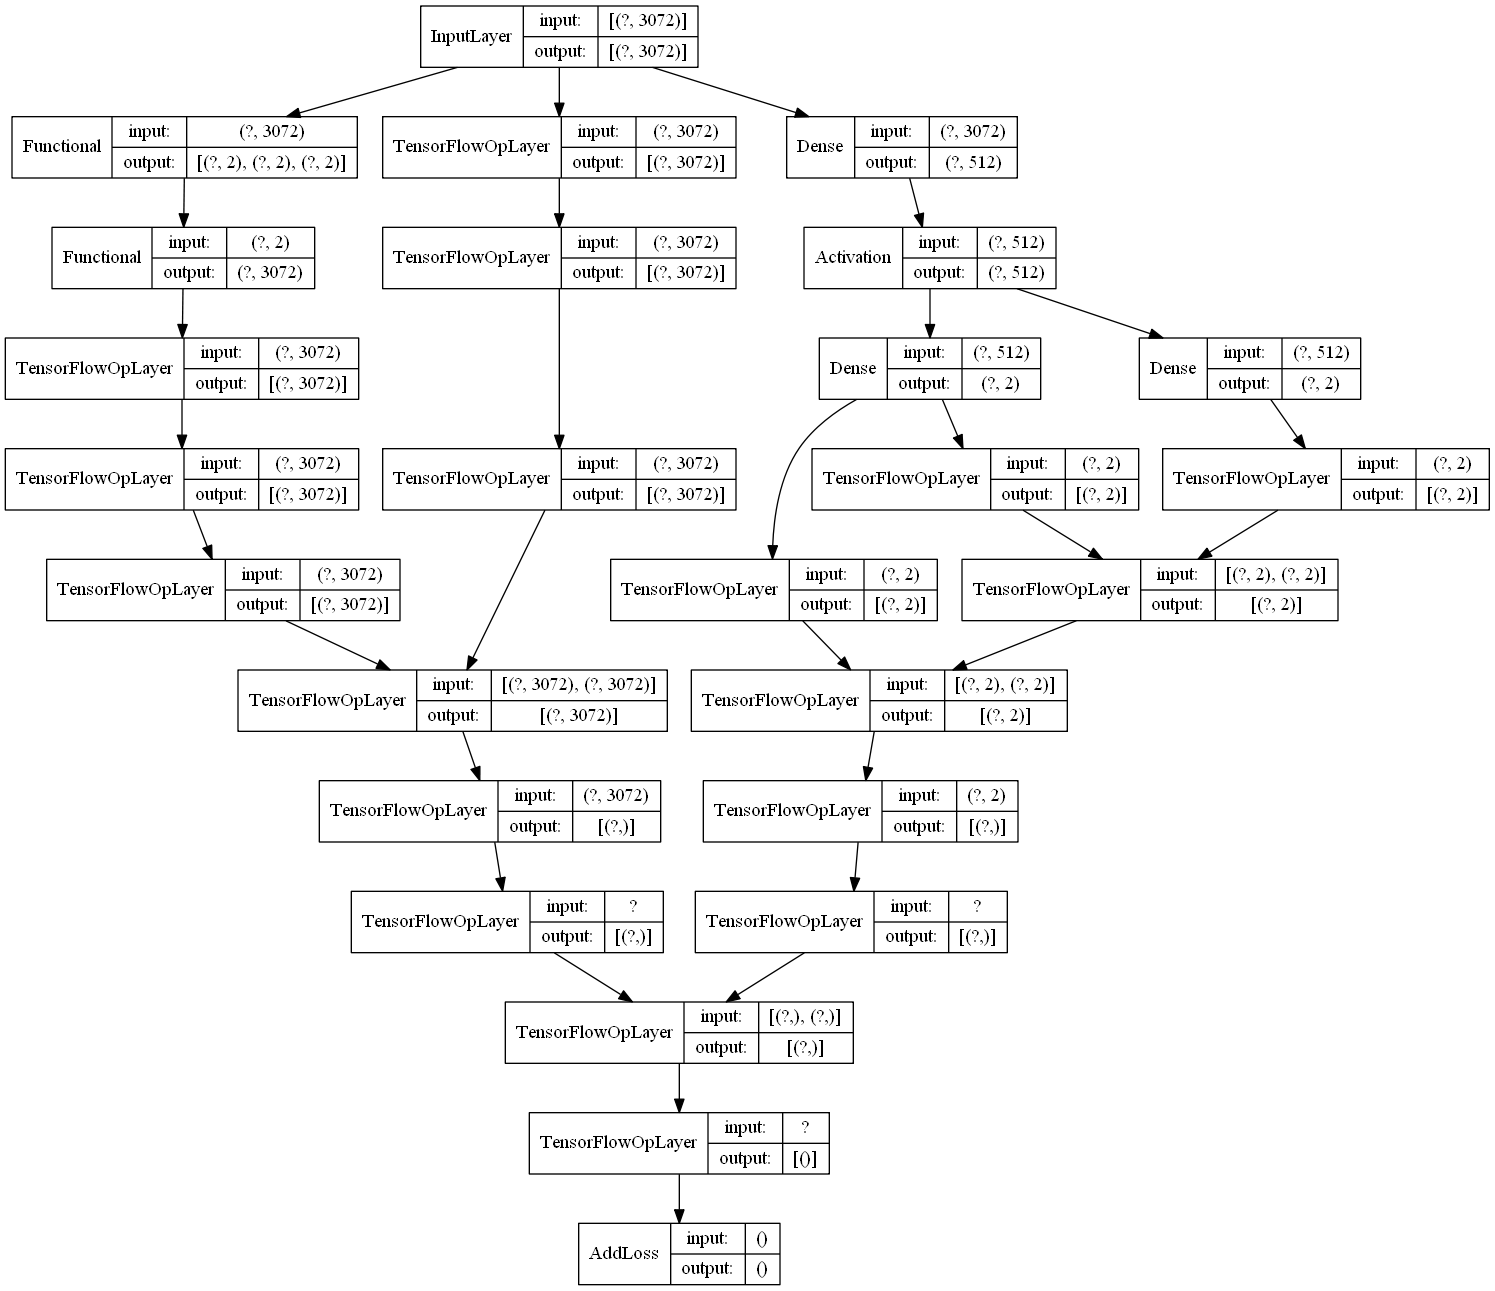 InputLayer input: [(?, 3072)]
output: [(?, 3072)]
Functional input: (?, 3072)
output: [(?, 2), (?, 2), (?, 2)]
TensorFlowOpLayer input: (?, 3072)
output: [(?, 3072)]
Dense input: (?, 3072)
output: (?, 512)
Functional input: (?, 2)
output: (?, 3072)
TensorFlowOpLayer input: (?, 3072)
output: [(?, 3072)]
Activation input: (?, 512)
output: (?, 512)
TensorFlowOpLayer input: (?, 3072)
output: [(?, 3072)]
Dense input: (?, 512)
output: (?, 2)
Dense input: (?, 512)
output: (?, 2)
TensorFlowOpLayer input: (?, 3072)
output: [(?, 3072)]
TensorFlowOpLayer input: (?, 3072)
output: [(?, 3072)]
TensorFlowOpLayer input: (?, 2)
output: [(?, 2)]
TensorFlowOpLayer input: (?, 2)
output: [(?, 2)]
TensorFlowOpLayer input: (?, 3072)
output: [(?, 3072)]
TensorFlowOpLayer input: (?, 2)
output: [(?, 2)]
TensorFlowOpLayer input: [(?, 2), (?, 2)]
output: [(?, 2)]
TensorFlowOpLayer input: [(?, 3072), (?, 3072)]
output: [(?, 3072)]
TensorFlowOpLayer input: [(?, 2), (?, 2)]
output: [(?, 2)]
TensorFlowOpLayer input: (?, 3072)
output: [(?,)]
TensorFlowOpLayer input: (?, 2)
output: [(?,)]
TensorFlowOpLayer input: ?
output: [(?,)]
TensorFlowOpLayer input: ?
output: [(?,)]
TensorFlowOpLayer input: [(?,), (?,)]
output: [(?,)]
TensorFlowOpLayer input: ?
output: [()]
AddLoss input: ()
output: ()